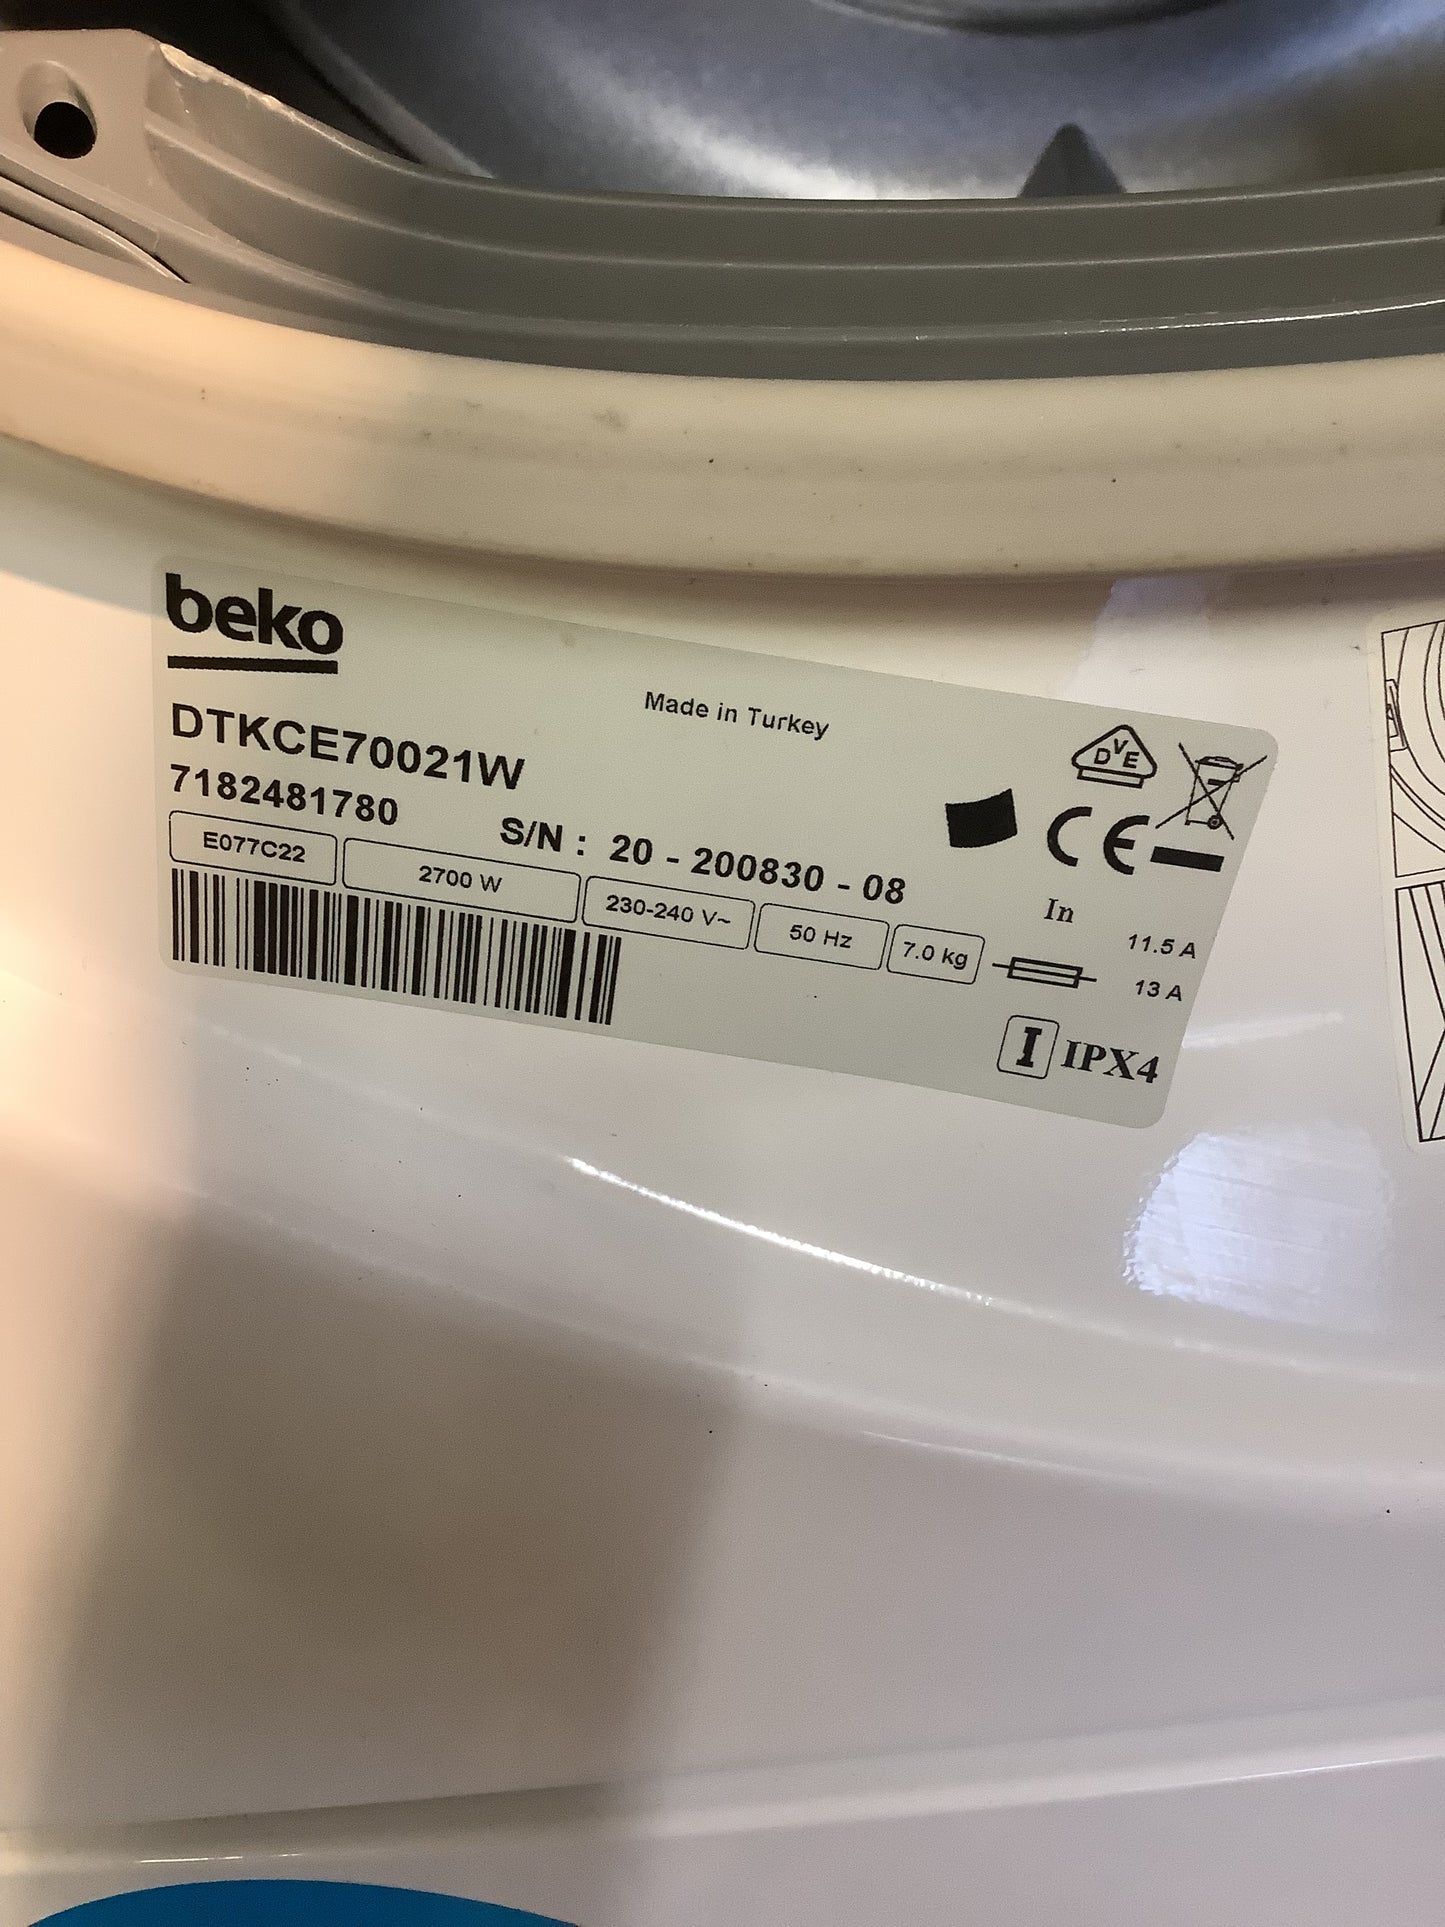 beko
Made in Turkey
DTKCE70021W
7182481780
S/N : 20 - 200830 - 08
E077C22
2700 W
230-240 V~
50 Hz
7.0 kg
DVE
CE
In
11.5 A
13 A
I IPX4